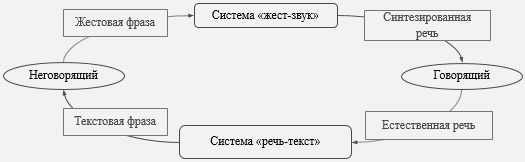 Жестовая фраза
Система «жест-звук»
Синтезированная
речь
Неговорящий
Говорящий
Текстовая фраза
Система «речь-текст»
Естественная речь